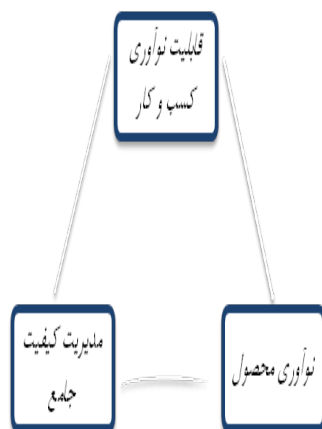 قابلیت نوآوری
کسب و کار
نوآوری محصول
مدیریت کیفیت
جامع